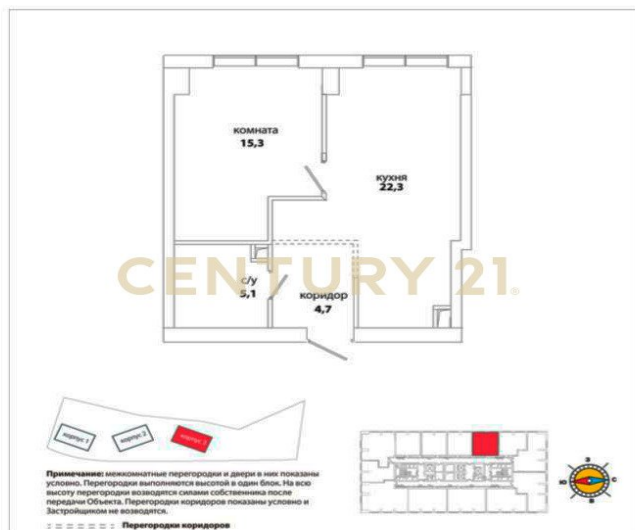 комната
15,3
кухня
22,3
CENTURY 21®
с/у
5,1
коридор
4,7
корпус 1
корпус 2
корпус 3
З
Ю
С
В
Примечание: межкомнатные перегородки и двери в них показаны
условно. Перегородки выполняются высотой в один блок. На всю
высоту перегородки возводятся силами собственника после
передачи Объекта. Перегородки коридоров показаны условно и
Застройщиком не возводятся.
Перегородки коридоров